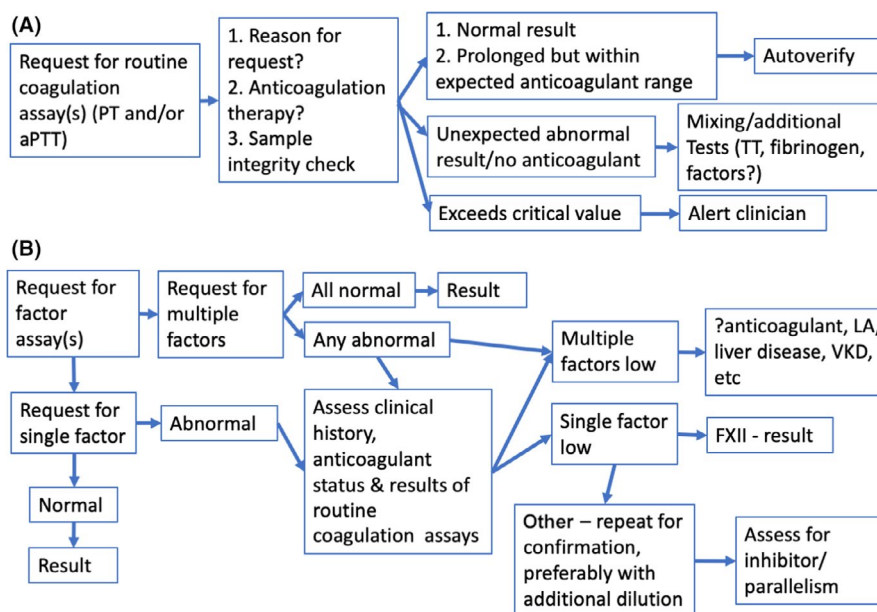 (A)
Request for routine
coagulation
assay(s) (PT and/or
aPTT)
1. Reason for
request?
2. Anticoagulation
therapy?
3. Sample
integrity check
1. Normal result
2. Prolonged but within
expected anticoagulant range
Autoverify
Unexpected abnormal
result/no anticoagulant
Mixing/additional
Tests (TT, fibrinogen,
factors?)
Exceeds critical value
Alert clinician
(B)
Request for
factor
assay(s)
Request for
multiple
factors
All normal
Result
Any abnormal
Multiple
factors low
?anticoagulant, LA,
liver disease, VKD,
etc
Request for
single factor
Abnormal
Assess clinical
history,
anticoagulant
status & results of
routine
coagulation assays
Single factor
low
FXII - result
Normal
Result
Other – repeat for
confirmation,
preferably with
additional dilution
Assess for
inhibitor/
parallelism